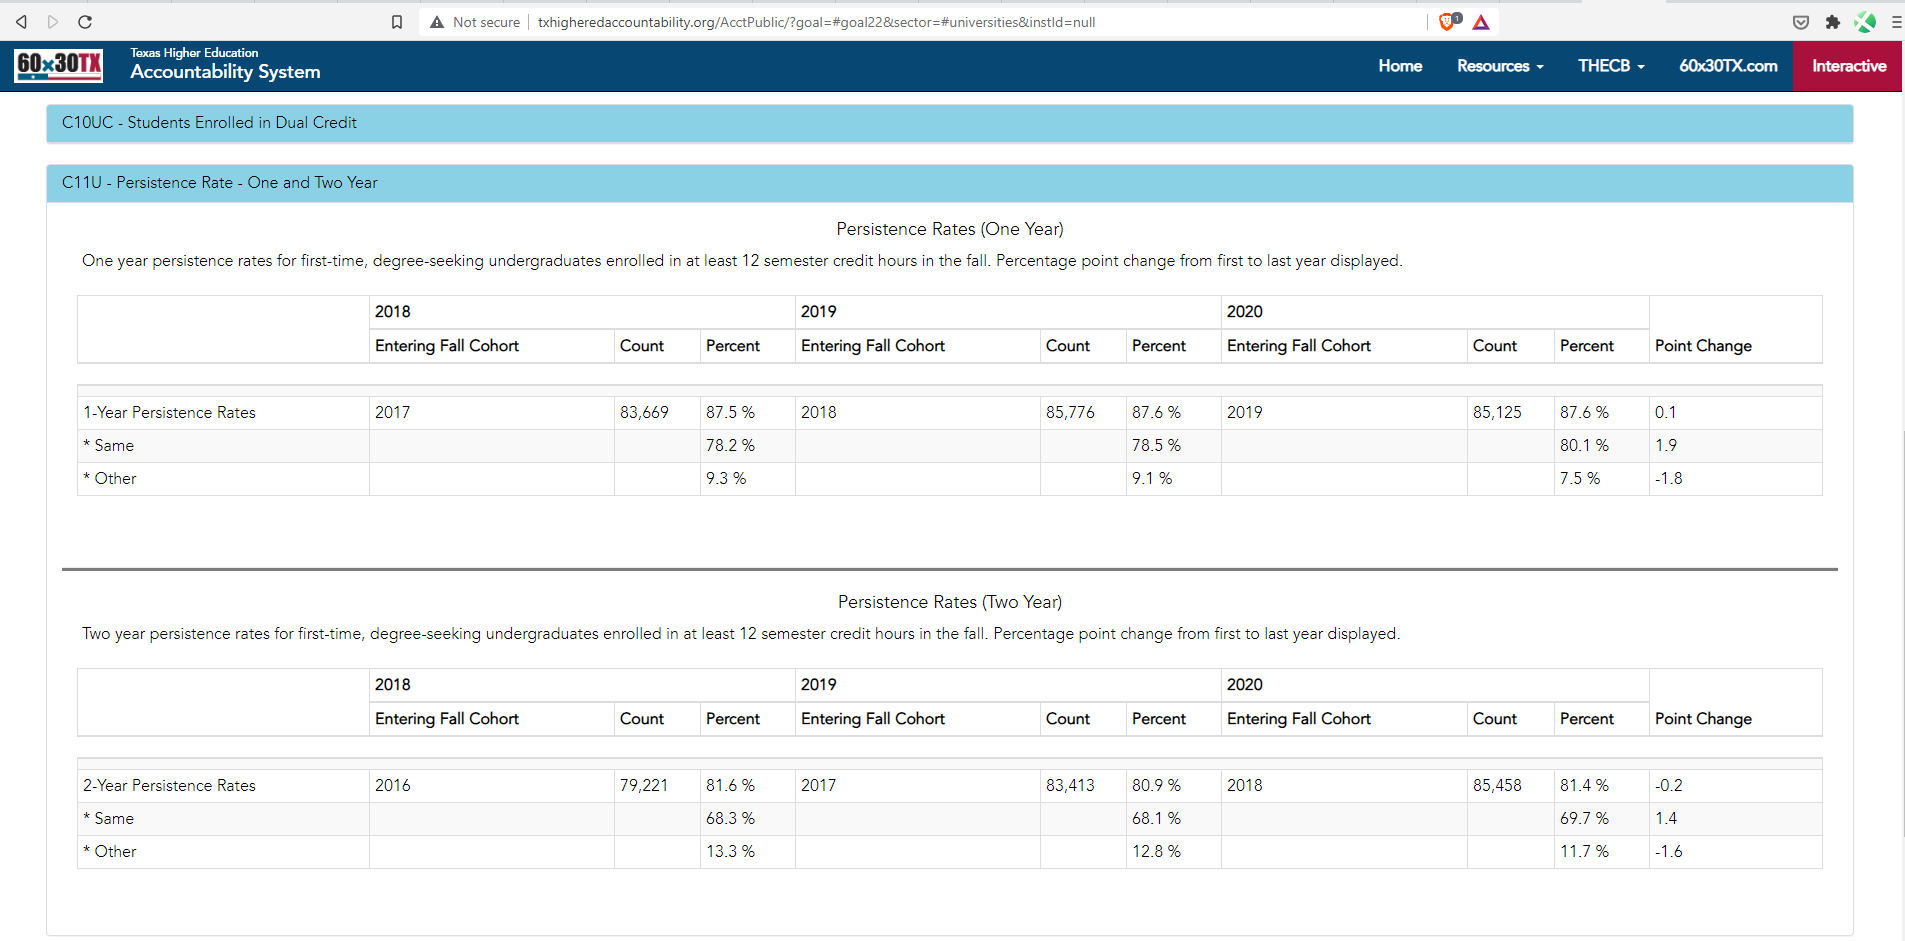 Not secure txhigheredaccountability.org/AcctPublic/?goal=#goal22&sector=#universities&instId=null 1
60x30TX Texas Higher Education
Accountability System
Home Resources THECB 60x30TX.com Interactive
C10UC - Students Enrolled in Dual Credit
C11U - Persistence Rate - One and Two Year
Persistence Rates (One Year)
One year persistence rates for first-time, degree-seeking undergraduates enrolled in at least 12 semester credit hours in the fall. Percentage point change from first to last year displayed.
2018 2019 2020
Entering Fall Cohort Count Percent Entering Fall Cohort Count Percent Entering Fall Cohort Count Percent Point Change
1-Year Persistence Rates 2017 83,669 87.5 % 2018 85,776 87.6 % 2019 85,125 87.6 % 0.1
* Same 78.2 % 78.5 % 80.1 % 1.9
* Other 9.3 % 9.1 % 7.5 % -1.8
Persistence Rates (Two Year)
Two year persistence rates for first-time, degree-seeking undergraduates enrolled in at least 12 semester credit hours in the fall. Percentage point change from first to last year displayed.
2018 2019 2020
Entering Fall Cohort Count Percent Entering Fall Cohort Count Percent Entering Fall Cohort Count Percent Point Change
2-Year Persistence Rates 2016 79,221 81.6 % 2017 83,413 80.9 % 2018 85,458 81.4 % -0.2
* Same 68.3 % 68.1 % 69.7 % 1.4
* Other 13.3 % 12.8 % 11.7 % -1.6